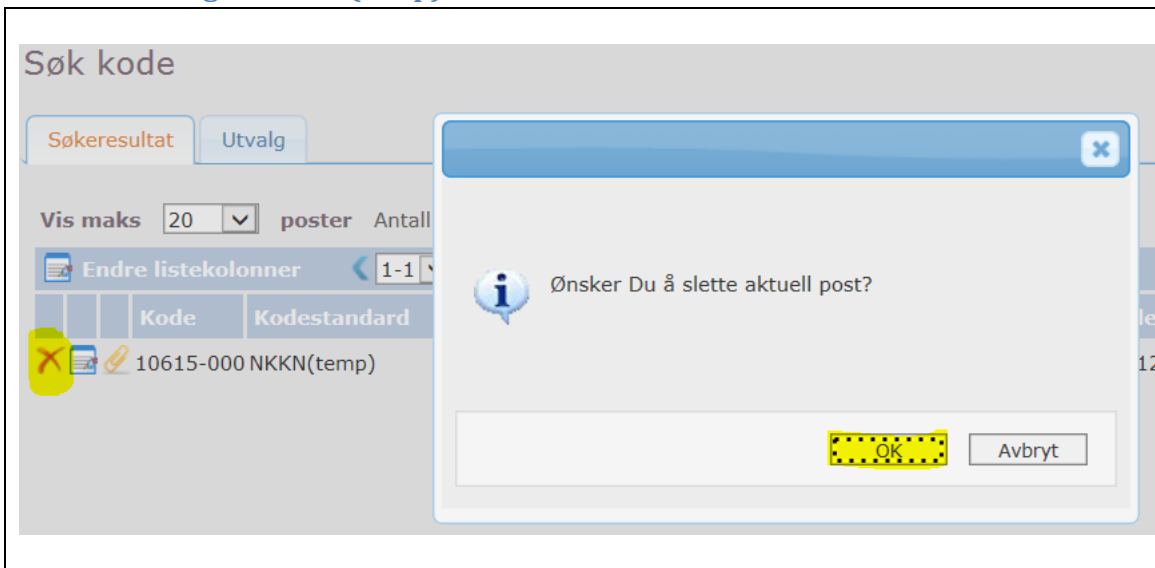 Søk kode
Søkeresultat Utvalg
Vis maks 20 poster Antall
Endre listekolonner 1-1
Kode Kodestandard
10615-000 NKKN(temp) 12
Ønsker Du å slette aktuell post?
OK Avbryt